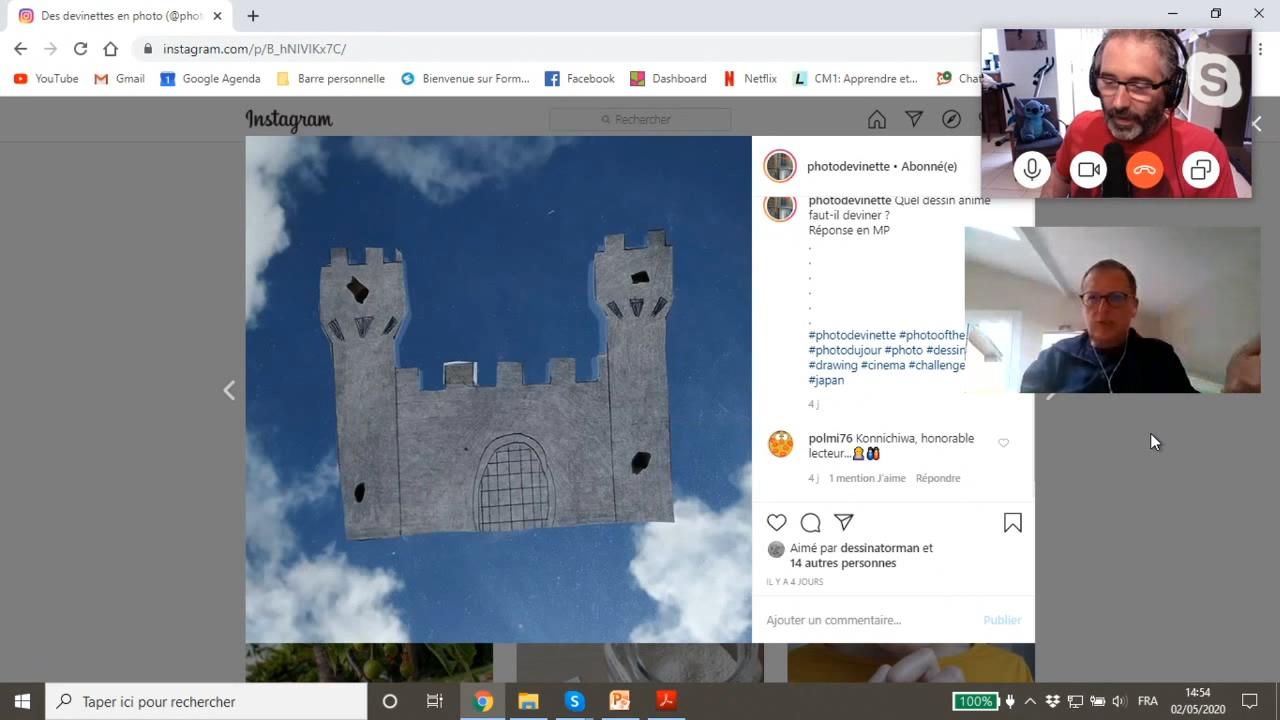 Des devinettes en photo (@phot
instagram.com/p/B_hNIVIKx7C/
YouTube
Gmail
Google Agenda
Barre personnelle
Bienvenue sur Form...
Facebook
Dashboard
Netflix
CM1: Apprendre et...
Instagram
Rechercher
photodevinette • Abonné(e)
photodevinette Quel dessin animé
faut-il deviner ?
Réponse en MP
.
.
.
.
.
.
#photodevinette #photoofthe
#photodujour #photo #dessin
#drawing #cinema #challenge
#japan
4 j
polmi76 Konnichiwa, honorable
lecteur...
4 j 1 mention J'aime Répondre
Aimé par dessinatorman et
14 autres personnes
IL Y A 4 JOURS
Ajouter un commentaire... Publier
Taper ici pour rechercher
100%
FRA
14:54
02/05/2020